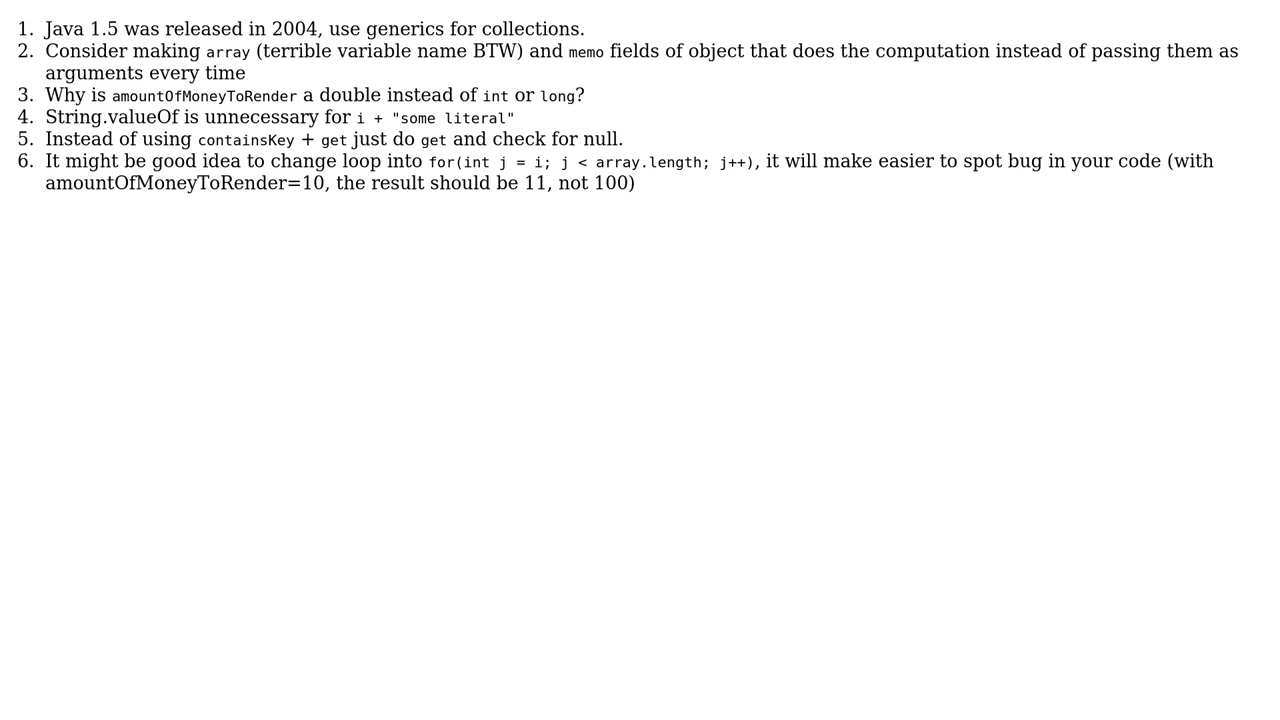 1. Java 1.5 was released in 2004, use generics for collections.
2. Consider making array (terrible variable name BTW) and memo fields of object that does the computation instead of passing them as
arguments every time
3. Why is amountOfMoneyToRender a double instead of int or long?
4. String.valueOf is unnecessary for i + "some literal"
5. Instead of using containsKey + get just do get and check for null.
6. It might be good idea to change loop into for(int j = i; j < array.length; j++), it will make easier to spot bug in your code (with
amountOfMoneyToRender=10, the result should be 11, not 100)